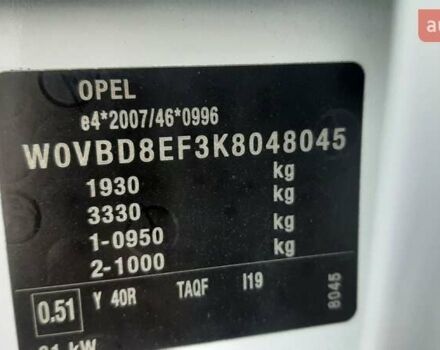 OPEL
e4*2007/46*0996
W0VBD8EF3K8048045
1930 kg
3330 kg
1-0950 kg
2-1000
0.51 Y 40R TAQF I19
8045
kW